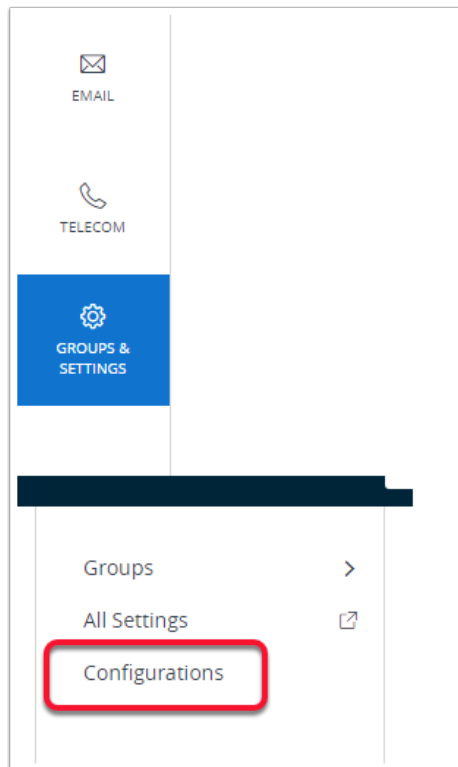 EMAIL
TELECOM
GROUPS &
SETTINGS
Groups
All Settings
Configurations